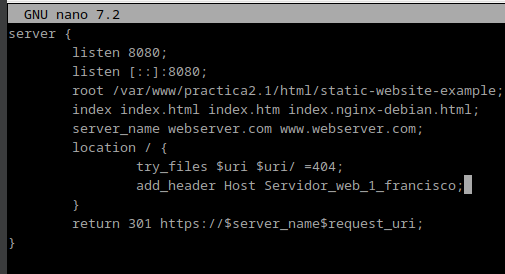 GNU nano 7.2
server {
        listen 8080;
        listen [::]:8080;
        root /var/www/practica2.1/html/static-website-example;
        index index.html index.htm index.nginx-debian.html;
        server_name webserver.com www.webserver.com;
        location / {
                try_files $uri $uri/ =404;
                add_header Host Servidor_web_1_francisco;
        }
        return 301 https://$server_name$request_uri;
}